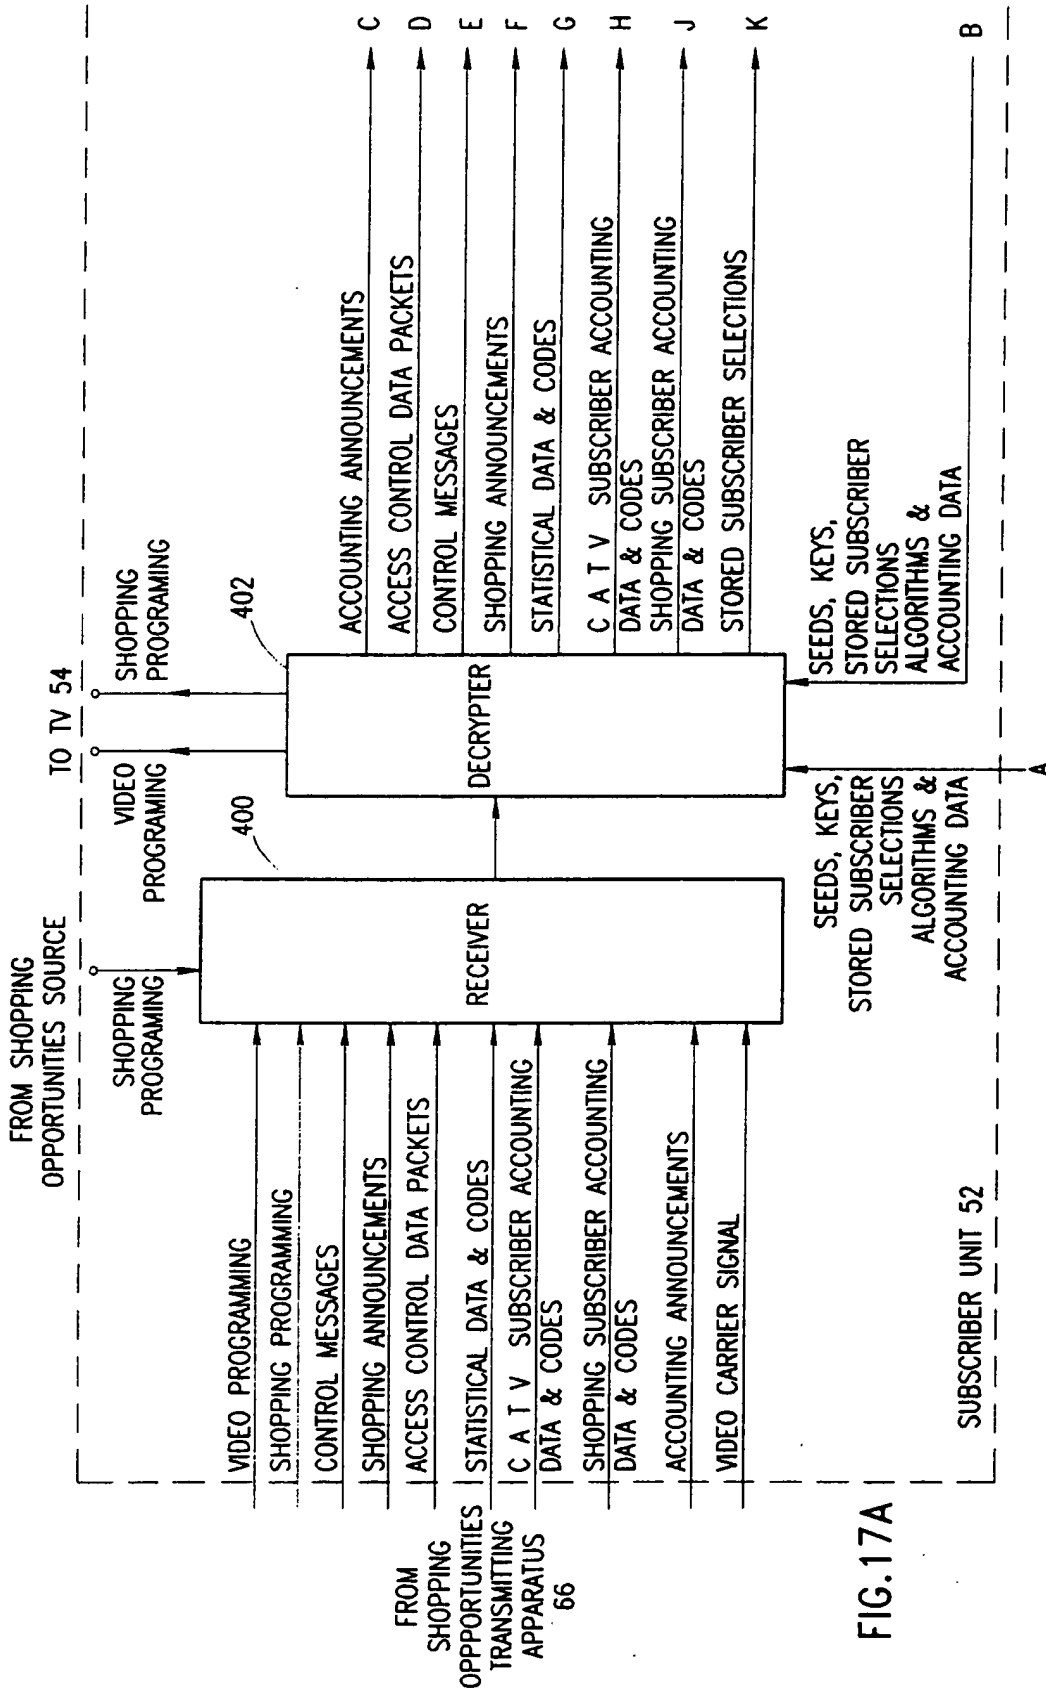 FROM SHOPPING
OPPORTUNITIES SOURCE
SHOPPING
PROGRAMING
TO TV 54
VIDEO
PROGRAMING
SHOPPING
PROGRAMING
400
402
RECEIVER
DECRYPTER
VIDEO PROGRAMMING
SHOPPING PROGRAMMING
CONTROL MESSAGES
SHOPPING ANNOUNCEMENTS
ACCESS CONTROL DATA PACKETS
STATISTICAL DATA & CODES
C A T V SUBSCRIBER ACCOUNTING
DATA & CODES
SHOPPING SUBSCRIBER ACCOUNTING
DATA & CODES
ACCOUNTING ANNOUNCEMENTS
VIDEO CARRIER SIGNAL
FROM
SHOPPING
OPPPORTUNITIES
TRANSMITTING
APPARATUS
66
ACCOUNTING ANNOUNCEMENTS
C
ACCESS CONTROL DATA PACKETS
D
CONTROL MESSAGES
E
SHOPPING ANNOUNCEMENTS
F
STATISTICAL DATA & CODES
G
C A T V SUBSCRIBER ACCOUNTING
DATA & CODES
H
SHOPPING SUBSCRIBER ACCOUNTING
DATA & CODES
J
STORED SUBSCRIBER SELECTIONS
K
SEEDS, KEYS,
STORED SUBSCRIBER
SELECTIONS
ALGORITHMS &
ACCOUNTING DATA
A
SEEDS, KEYS,
STORED SUBSCRIBER
SELECTIONS
ALGORITHMS &
ACCOUNTING DATA
B
SUBSCRIBER UNIT 52
FIG.17A